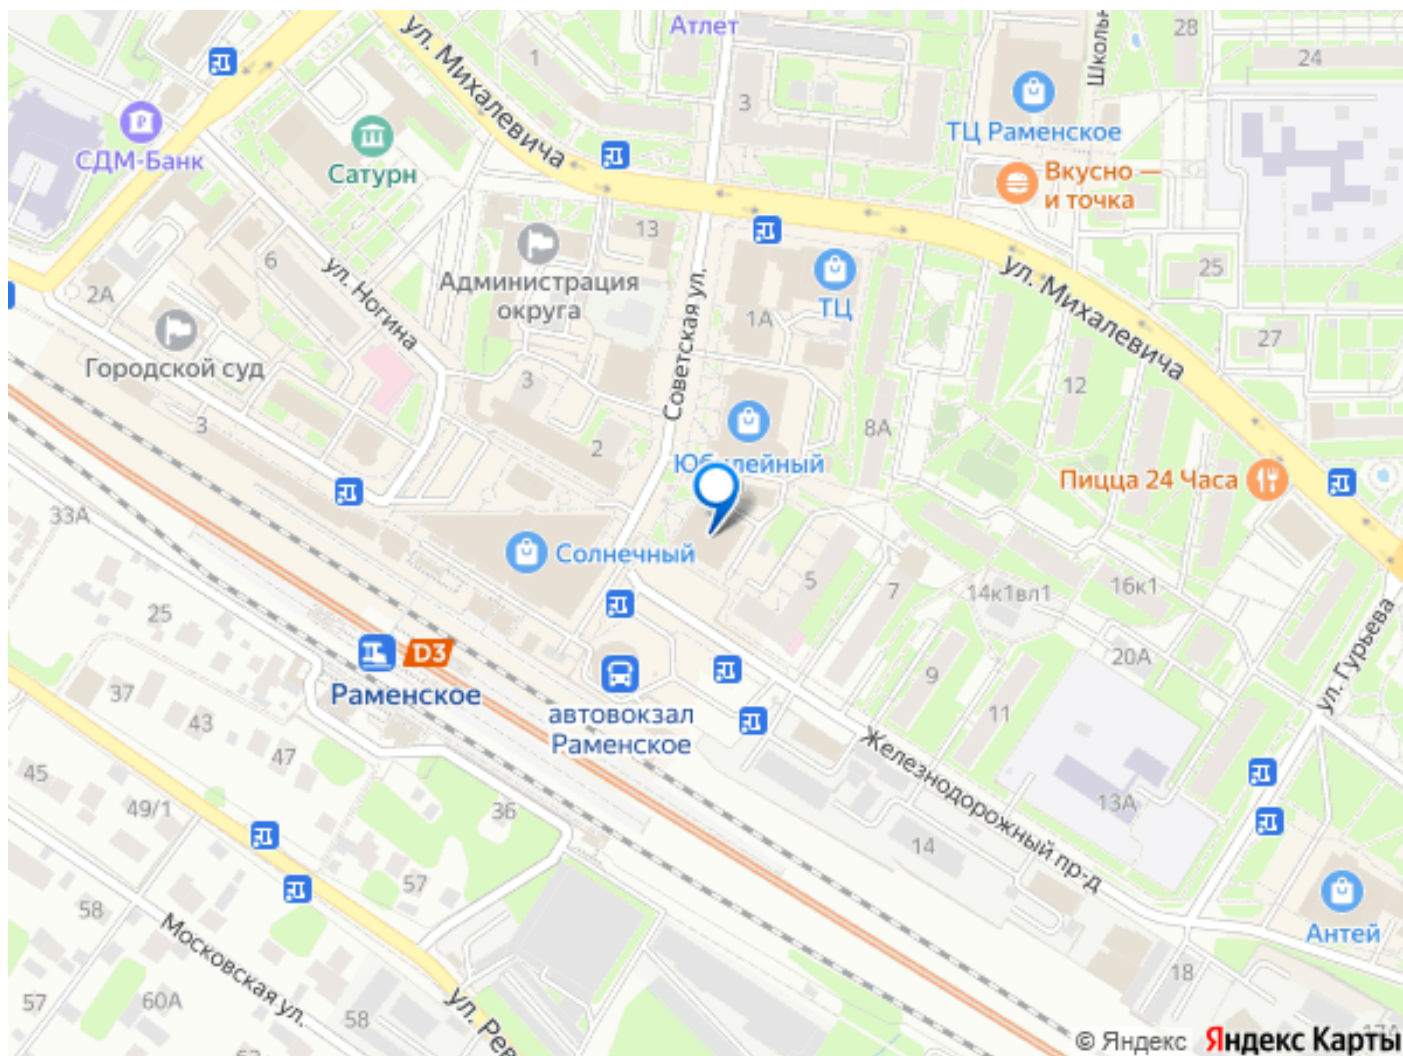 Атлет
28
24
Школьн
ул. Михалевича
1
3
ТЦ Раменское
СДМ-Банк
Сатурн
Вкусно —
и точка
13
6
2А
ул. Ногина
Администрация
округа
Советская ул.
1А
ТЦ
ул. Михалевича
25
27
Городской суд
3
3
2
12
8А
Юбилейный
Пицца 24 Часа
33А
Солнечный
5
7
14к1вл1
16к1
25
D3
Раменское
автовокзал
Раменское
9
11
20А
ул. Гурьева
37
43
47
45
49/1
36
Железнодорожный пр-д
13А
14
57
58
Московская ул.
Антей
18
57
60А
58
ул. Рев
17А
© Яндекс
Яндекс Карты